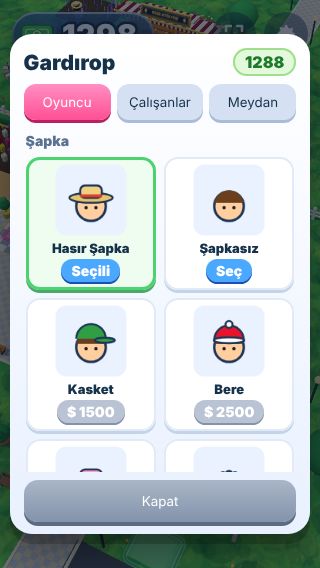 Gardırop
1288
Oyuncu
Çalışanlar
Meydan
Şapka
Hasır Şapka
Şapkasız
Seçili
Seç
Kasket
Bere
$ 1500
$ 2500
Kapat